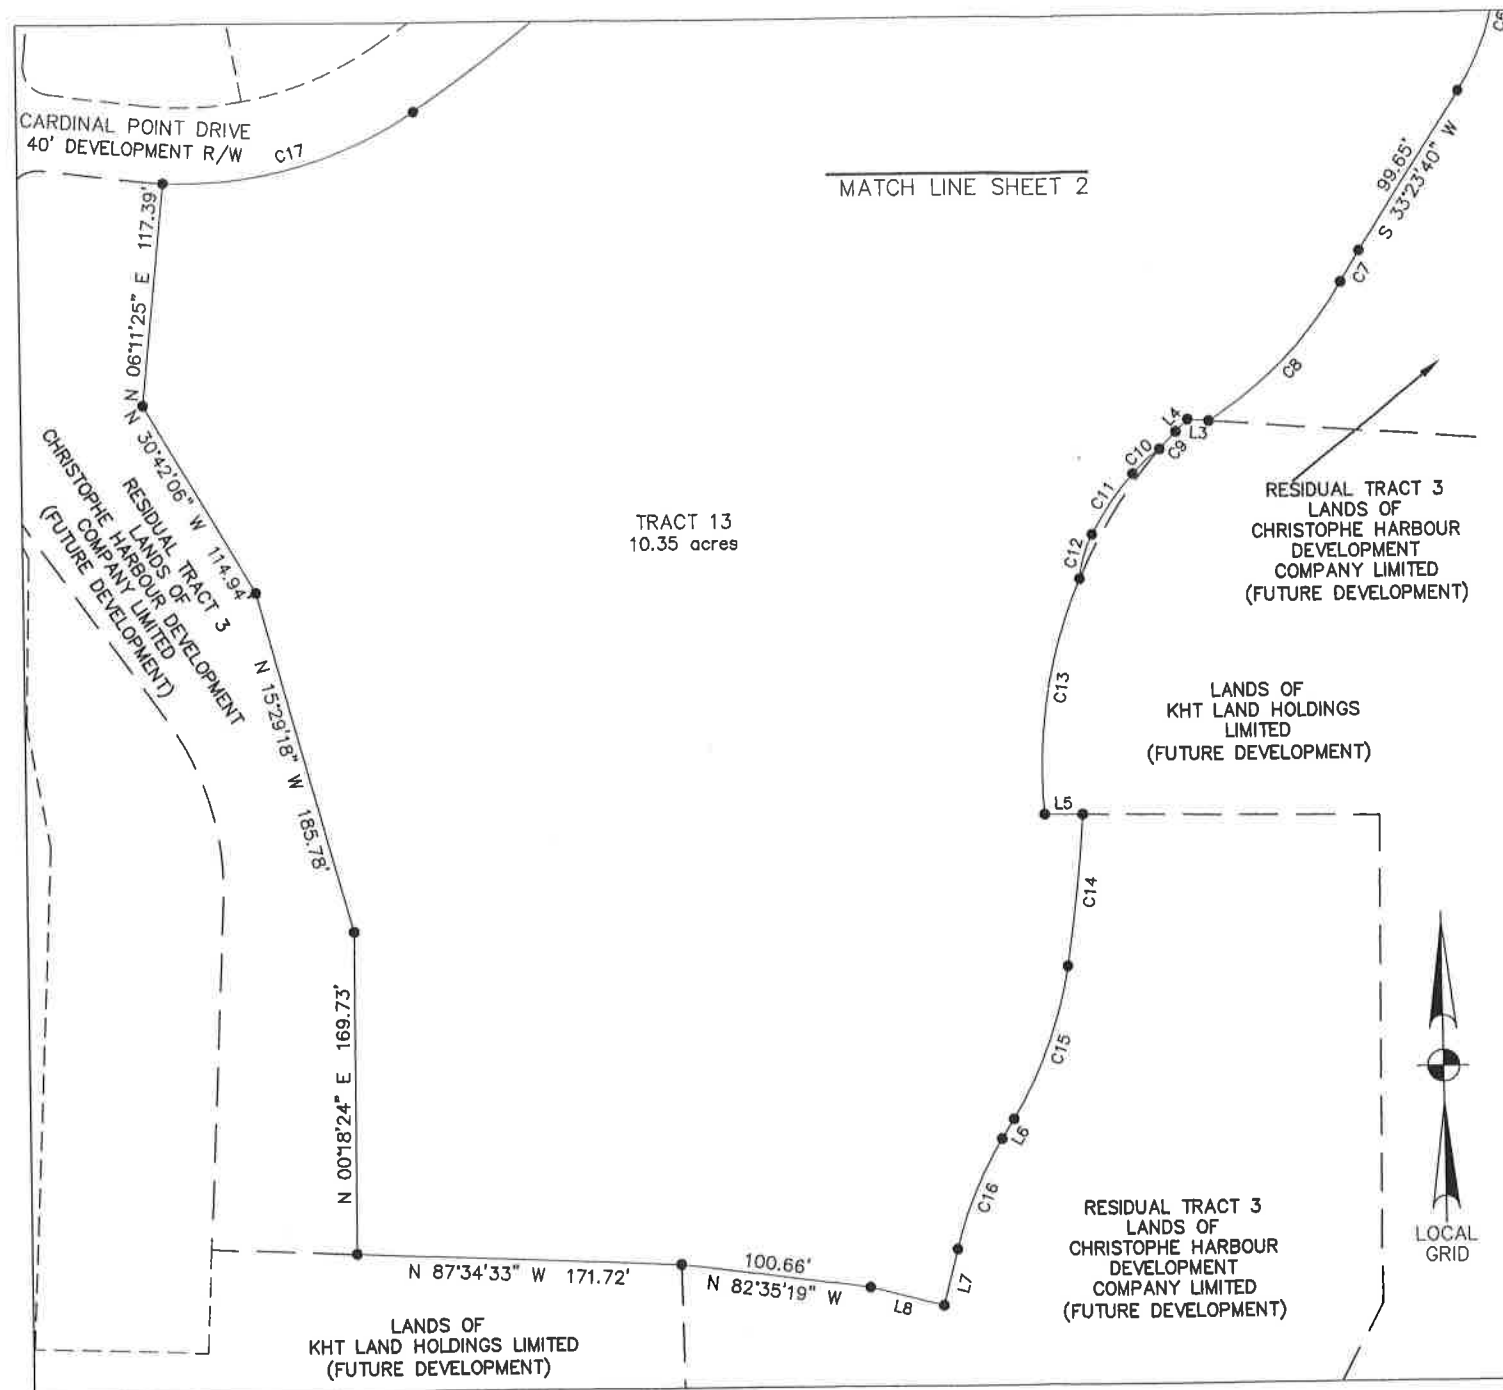 C6
CARDINAL POINT DRIVE
40' DEVELOPMENT R/W
C17
MATCH LINE SHEET 2
99.65'
S 33°23'40" W
117.39'
N 06°11'25" E
C7
C8
L4
L3
C9
C10
C11
C12
N 30°42'06" W 114.94'
RESIDUAL TRACT 3
LANDS OF
CHRISTOPHE HARBOUR DEVELOPMENT
COMPANY LIMITED
(FUTURE DEVELOPMENT)
TRACT 13
10.35 acres
RESIDUAL TRACT 3
LANDS OF
CHRISTOPHE HARBOUR
DEVELOPMENT
COMPANY LIMITED
(FUTURE DEVELOPMENT)
N 15°29'18" W 185.78'
C13
LANDS OF
KHT LAND HOLDINGS
LIMITED
(FUTURE DEVELOPMENT)
L5
C14
N 00°18'24" E 169.73'
C15
L6
C16
L7
RESIDUAL TRACT 3
LANDS OF
CHRISTOPHE HARBOUR
DEVELOPMENT
COMPANY LIMITED
(FUTURE DEVELOPMENT)
LOCAL
GRID
N 87°34'33" W 171.72'
100.66'
N 82°35'19" W
L8
LANDS OF
KHT LAND HOLDINGS LIMITED
(FUTURE DEVELOPMENT)